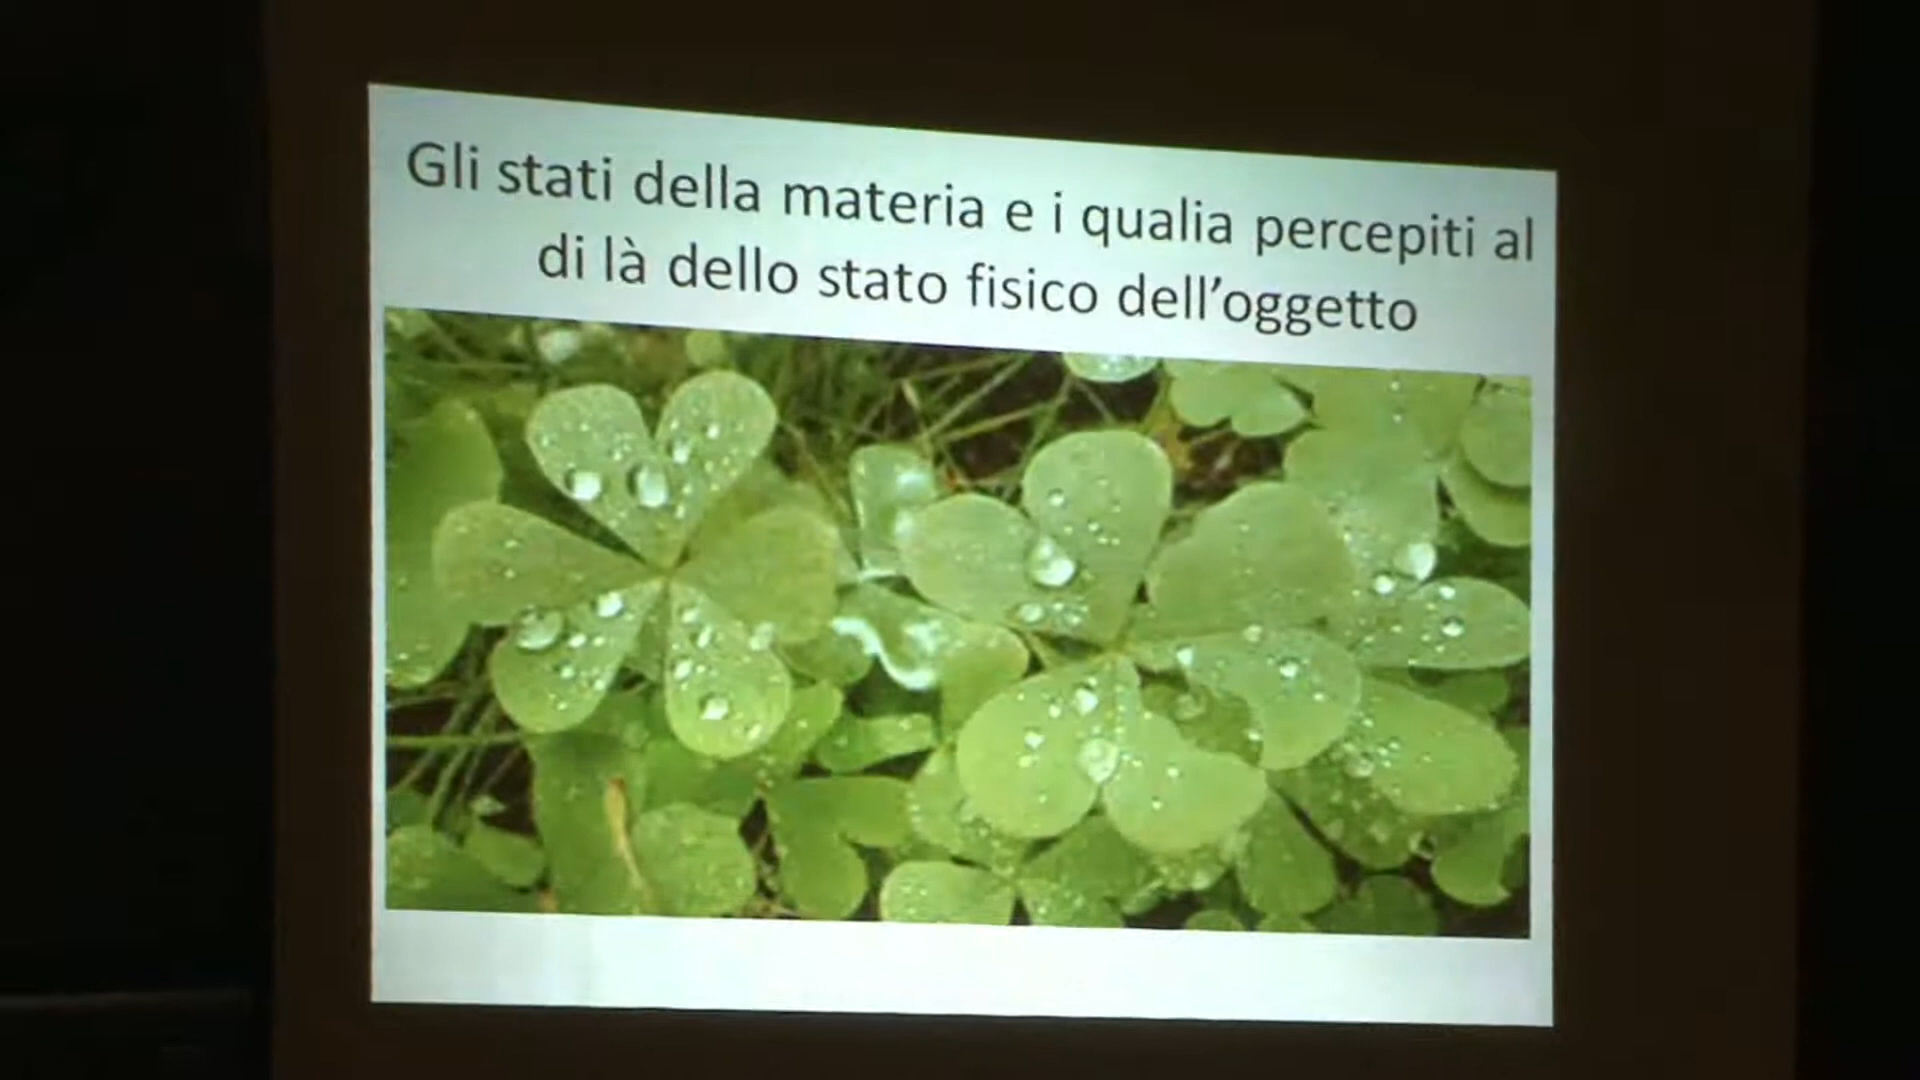 Gli stati della materia e i qualia percepiti al
di là dello stato fisico dell’oggetto